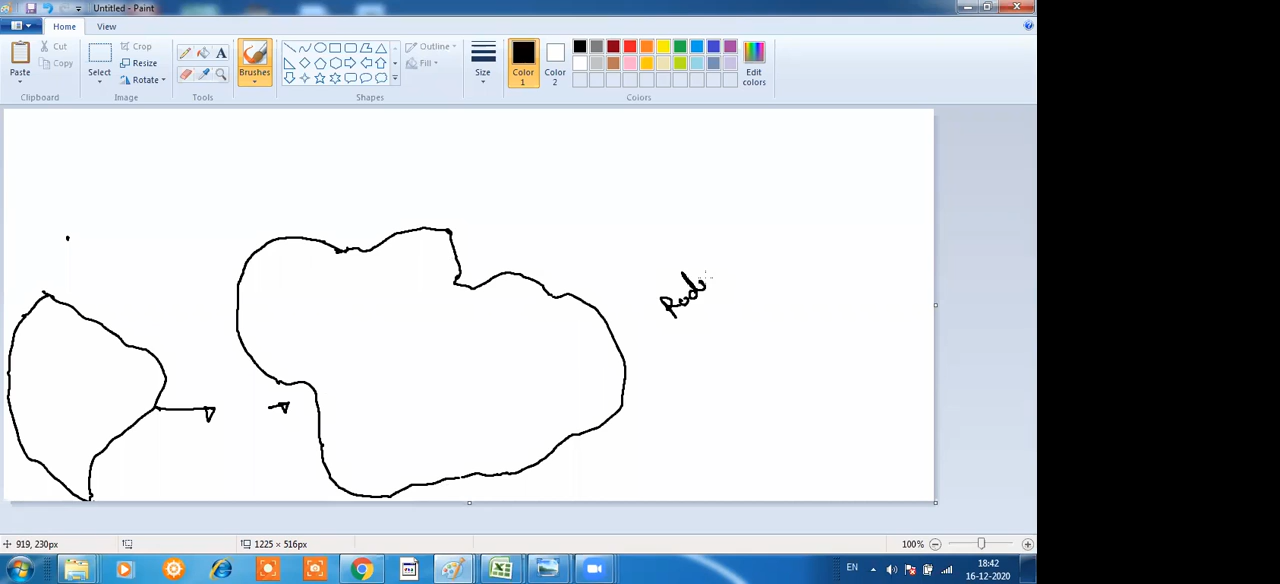 Untitled - Paint
Home View
Paste
Cut
Copy
Clipboard
Select
Crop
Resize
Rotate
Image
Tools
Brushes
Shapes
Outline
Fill
Size
Color 1
Color 2
Edit colors
Colors
919, 230px
1225 × 516px
100%
EN
18:42
16-12-2020